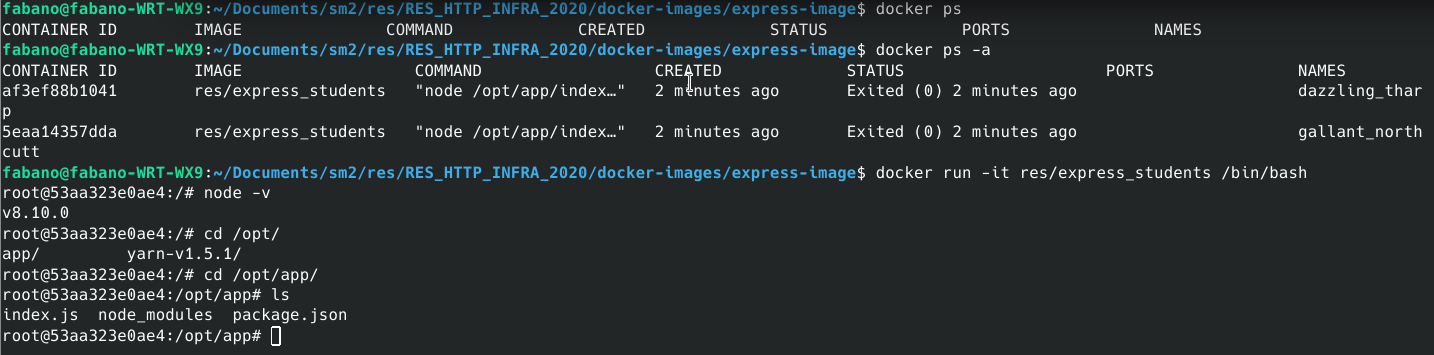 fabano@fabano-WRT-WX9:~/Documents/sm2/res/RES_HTTP_INFRA_2020/docker-images/express-image$ docker ps
CONTAINER ID        IMAGE               COMMAND             CREATED             STATUS              PORTS               NAMES
fabano@fabano-WRT-WX9:~/Documents/sm2/res/RES_HTTP_INFRA_2020/docker-images/express-image$ docker ps -a
CONTAINER ID        IMAGE                  COMMAND                  CREATED             STATUS                     PORTS               NAMES
af3ef88b1041        res/express_students   "node /opt/app/index…"   2 minutes ago       Exited (0) 2 minutes ago                       dazzling_thar
p
5eaa14357dda        res/express_students   "node /opt/app/index…"   2 minutes ago       Exited (0) 2 minutes ago                       gallant_north
cutt
fabano@fabano-WRT-WX9:~/Documents/sm2/res/RES_HTTP_INFRA_2020/docker-images/express-image$ docker run -it res/express_students /bin/bash
root@53aa323e0ae4:/# node -v
v8.10.0
root@53aa323e0ae4:/# cd /opt/
app/         yarn-v1.5.1/
root@53aa323e0ae4:/# cd /opt/app/
root@53aa323e0ae4:/opt/app# ls
index.js  node_modules  package.json
root@53aa323e0ae4:/opt/app#